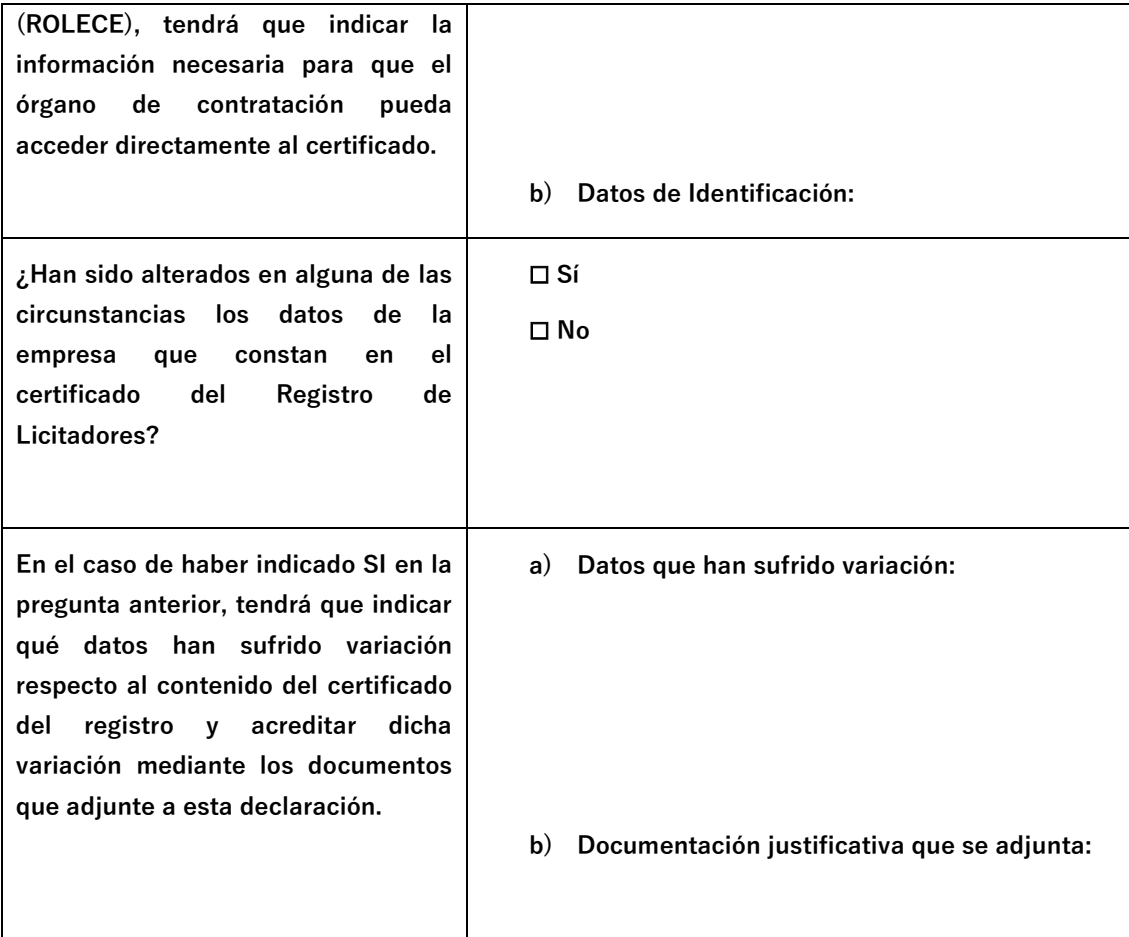 (ROLECE), tendrá que indicar la
información necesaria para que el
órgano de contratación pueda
acceder directamente al certificado.
b) Datos de Identificación:
¿Han sido alterados en alguna de las
circunstancias los datos de la
empresa que constan en el
certificado del Registro de
Licitadores?
☐ Sí
☐ No
En el caso de haber indicado SI en la
pregunta anterior, tendrá que indicar
qué datos han sufrido variación
respecto al contenido del certificado
del registro y acreditar dicha
variación mediante los documentos
que adjunte a esta declaración.
a) Datos que han sufrido variación:
b) Documentación justificativa que se adjunta: